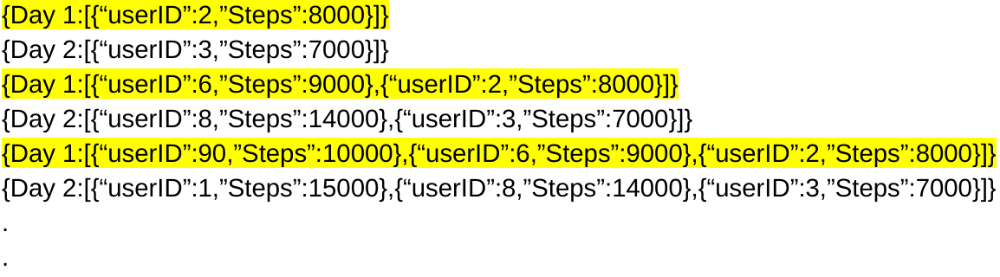 {Day 1:[{“userID”:2,”Steps”:8000}]}
{Day 2:[{“userID”:3,”Steps”:7000}]}
{Day 1:[{“userID”:6,”Steps”:9000},{“userID”:2,”Steps”:8000}]}
{Day 2:[{“userID”:8,”Steps”:14000},{“userID”:3,”Steps”:7000}]}
{Day 1:[{“userID”:90,”Steps”:10000},{“userID”:6,”Steps”:9000},{“userID”:2,”Steps”:8000}]}
{Day 2:[{“userID”:1,”Steps”:15000},{“userID”:8,”Steps”:14000},{“userID”:3,”Steps”:7000}]}
.
.